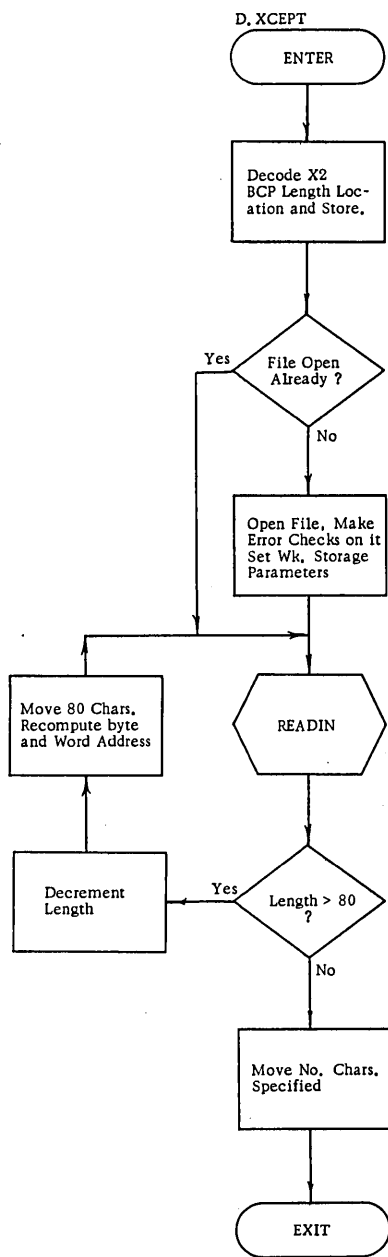 D. XCEPT
ENTER
Decode X2
BCP Length Loc-
ation and Store.
Yes
File Open
Already ?
No
Open File, Make
Error Checks on it
Set Wk. Storage
Parameters
Move 80 Chars.
Recompute byte
and Word Address
READIN
Decrement
Length
Yes
Length > 80
?
No
Move No. Chars.
Specified
EXIT